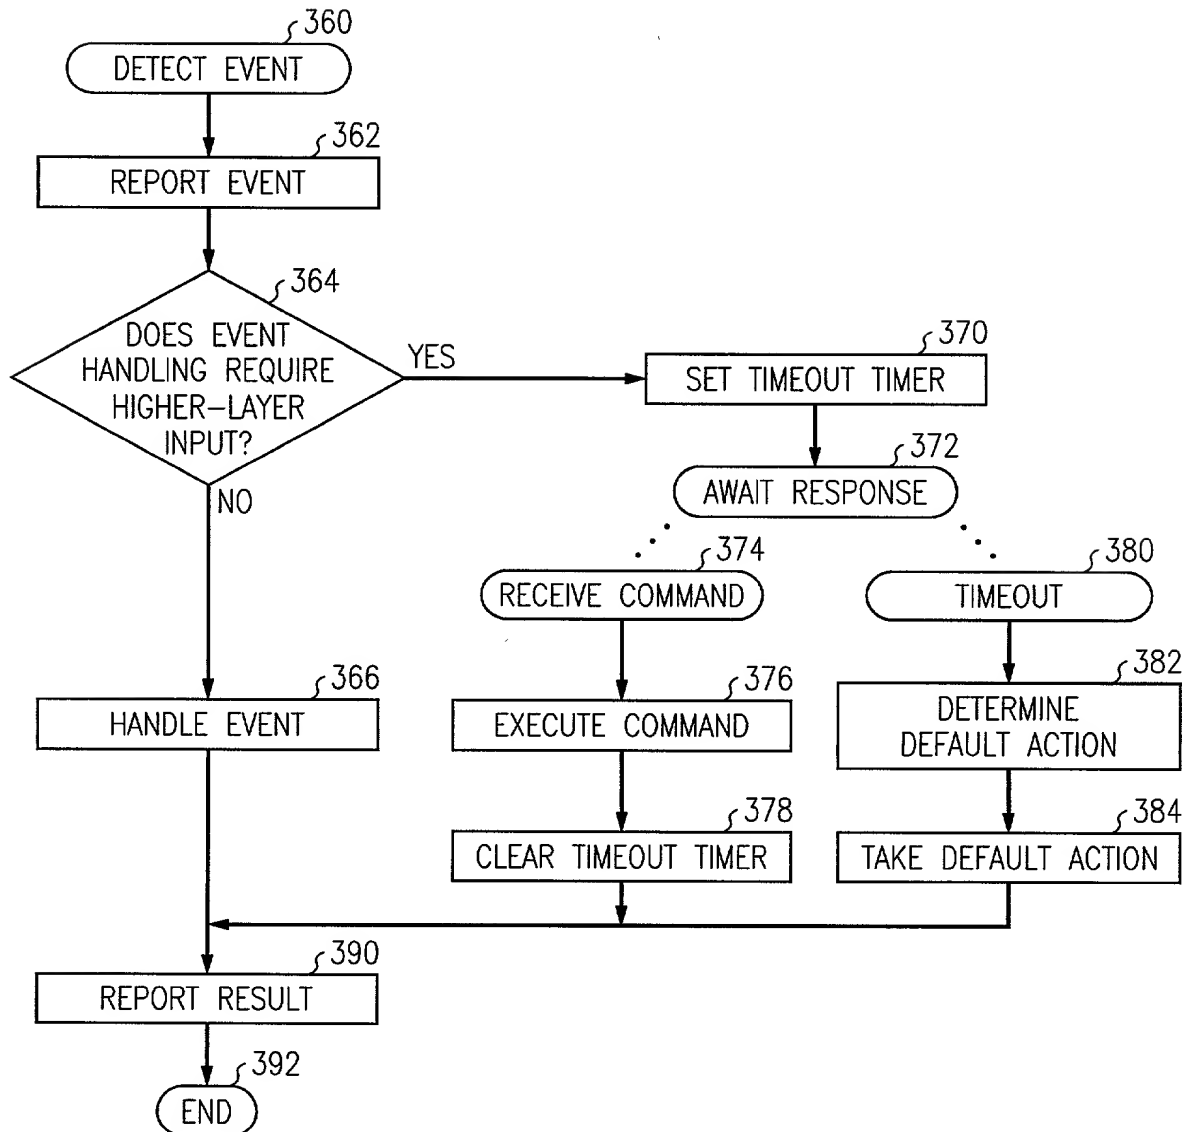 360
DETECT EVENT
362
REPORT EVENT
364
DOES EVENT
HANDLING REQUIRE
HIGHER-LAYER
INPUT?
YES
NO
370
SET TIMEOUT TIMER
372
AWAIT RESPONSE
374
RECEIVE COMMAND
380
TIMEOUT
366
HANDLE EVENT
376
EXECUTE COMMAND
382
DETERMINE
DEFAULT ACTION
378
CLEAR TIMEOUT TIMER
384
TAKE DEFAULT ACTION
390
REPORT RESULT
392
END